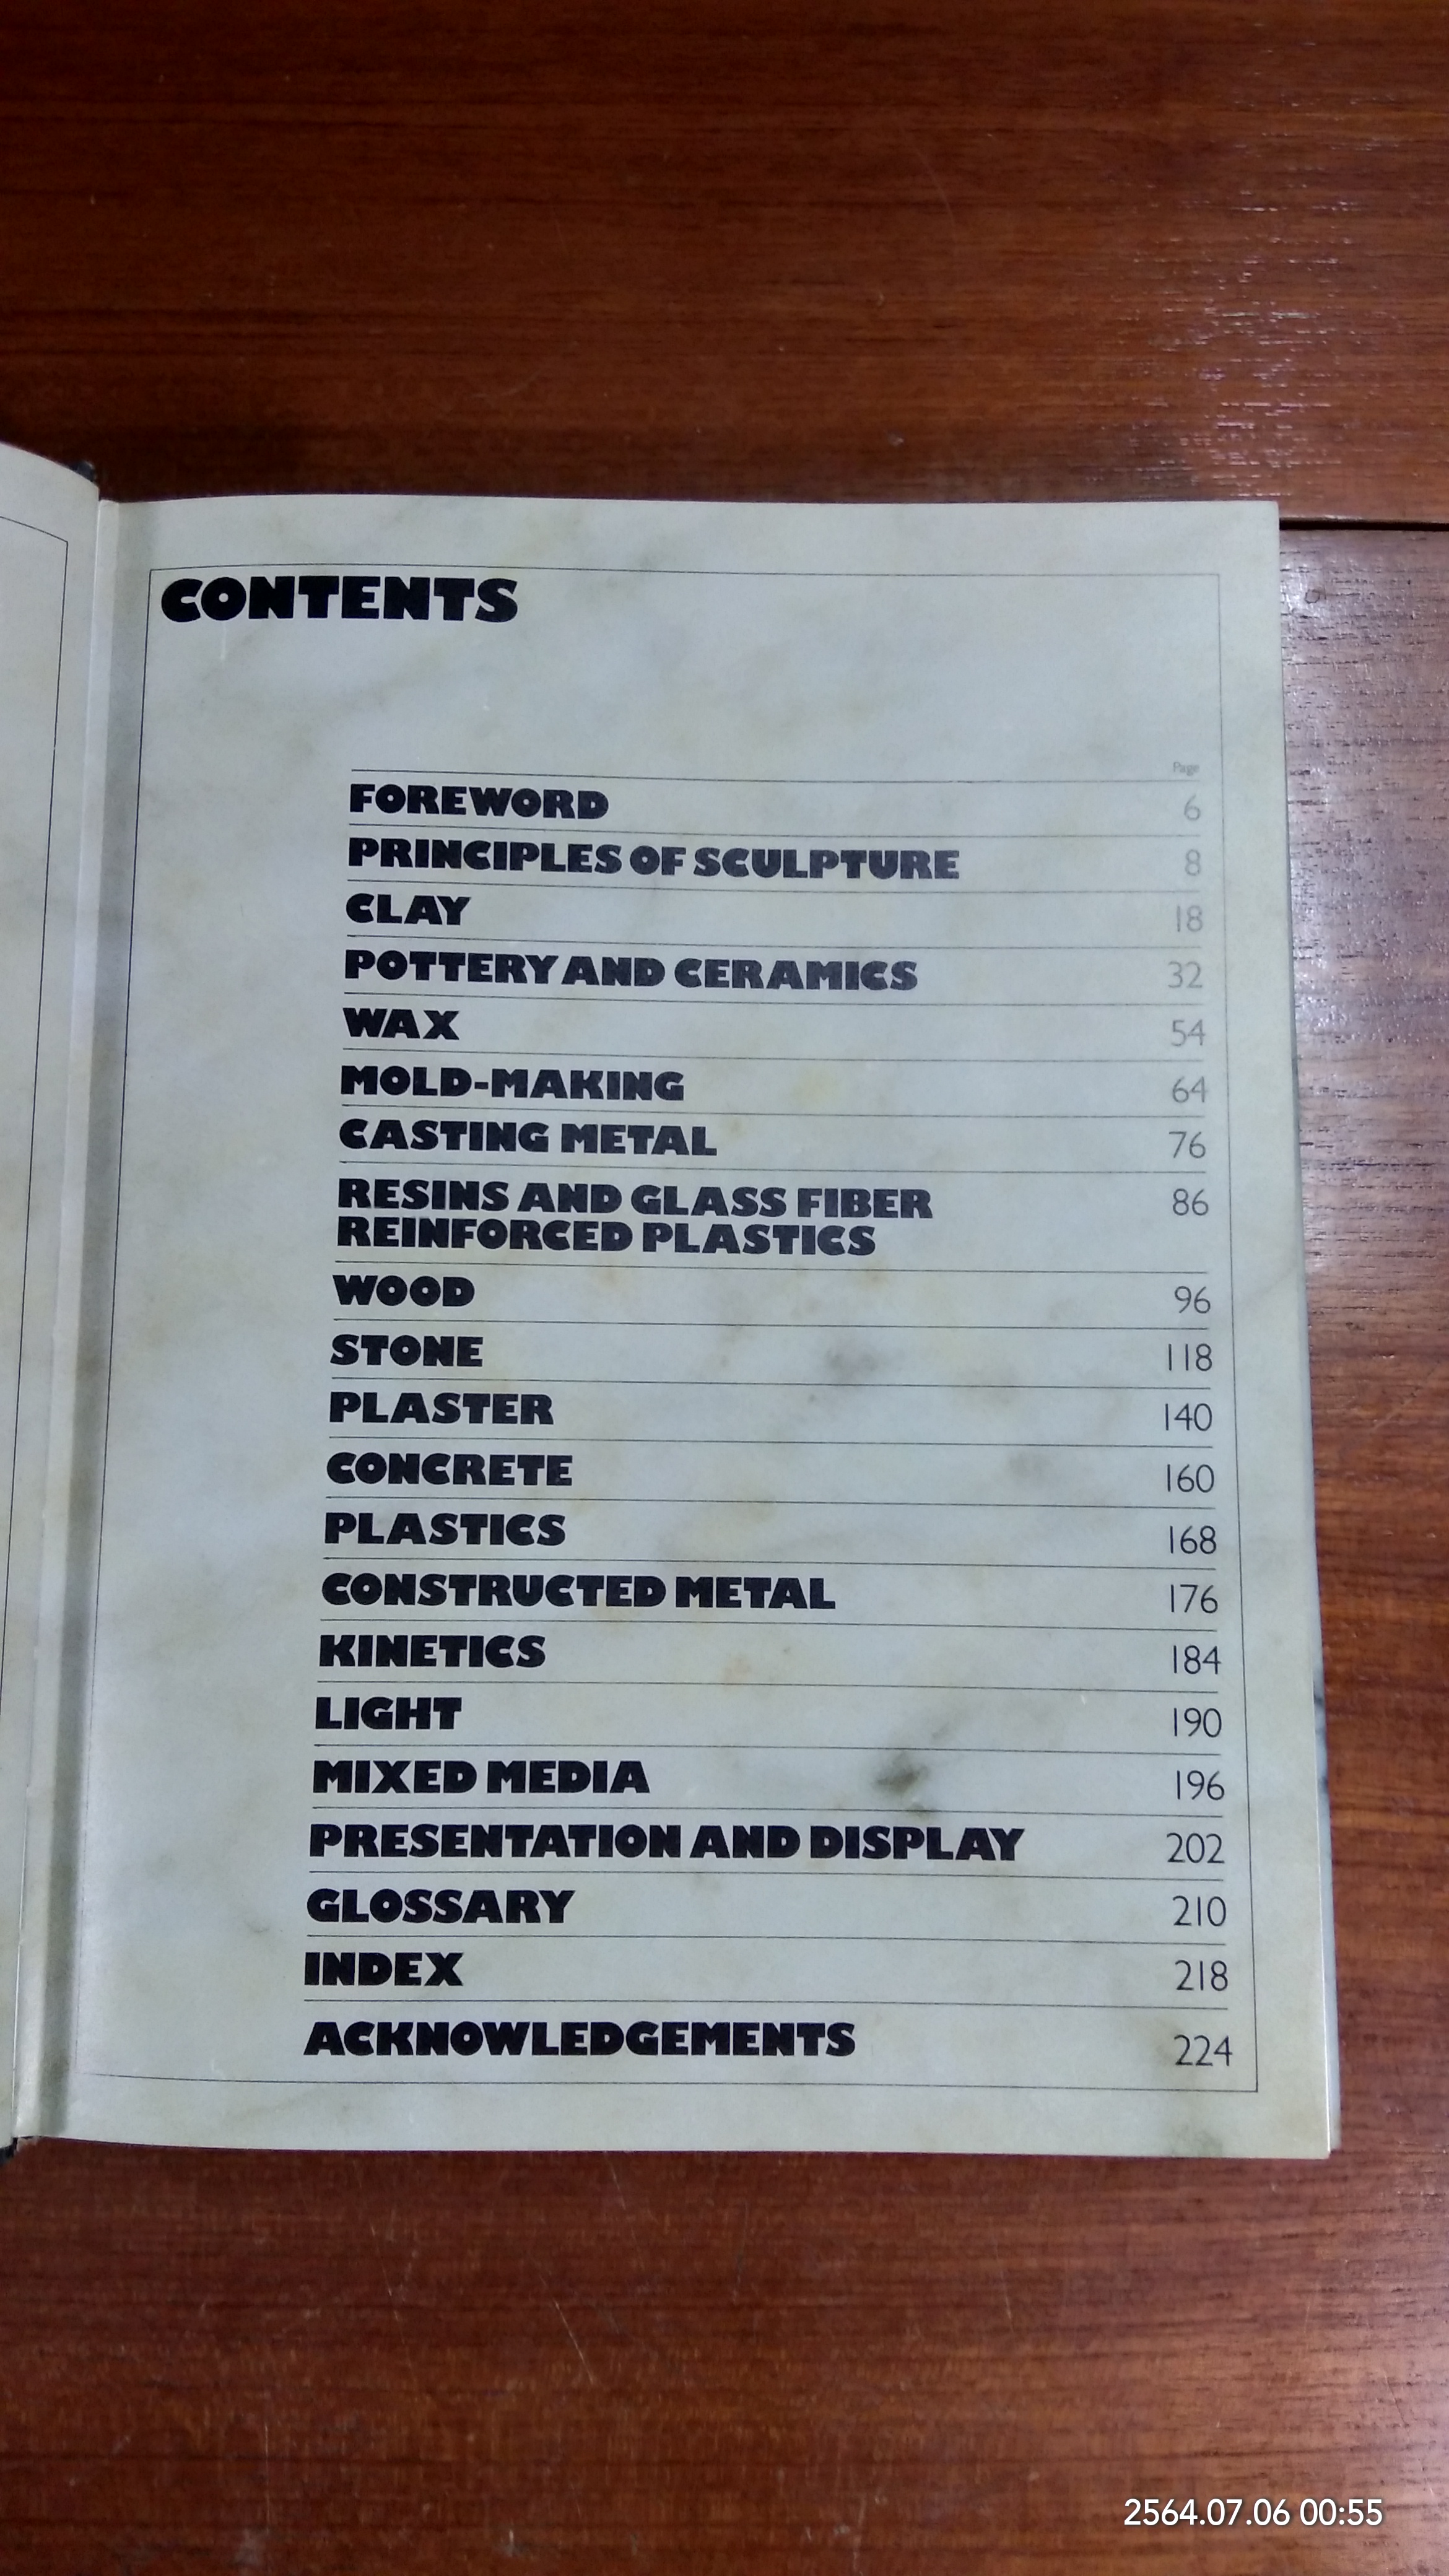 CONTENTS
Page
FOREWORD 6
PRINCIPLES OF SCULPTURE 8
CLAY 18
POTTERY AND CERAMICS 32
WAX 54
MOLD-MAKING 64
CASTING METAL 76
RESINS AND GLASS FIBER 86
REINFORCED PLASTICS
WOOD 96
STONE 118
PLASTER 140
CONCRETE 160
PLASTICS 168
CONSTRUCTED METAL 176
KINETICS 184
LIGHT 190
MIXED MEDIA 196
PRESENTATION AND DISPLAY 202
GLOSSARY 210
INDEX 218
ACKNOWLEDGEMENTS 224
2564.07.06 00:55